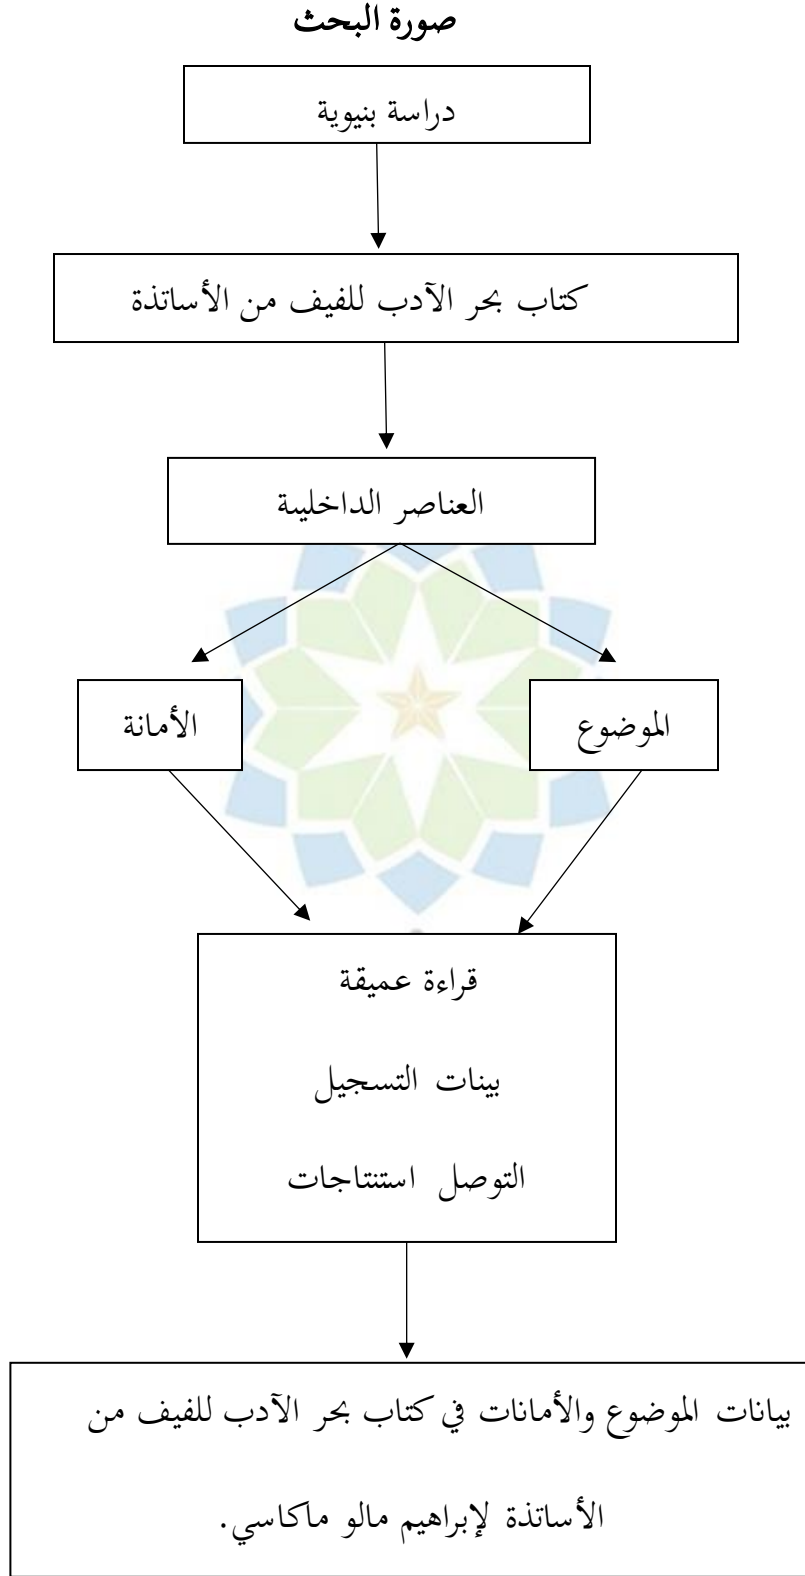 صورة البحث
دراسة بنيوية
كتاب بحر الآدب للفيف من الأساتذة
العناصر الداخليىة
الموضوع
الأمانة
قراءة عميقة
بينات التسجيل
التوصل استنتاجات
بيانات الموضوع والأمانات في كتاب بحر الآدب للفيف من
الأساتذة لإبراهيم مالو ماكاسي.